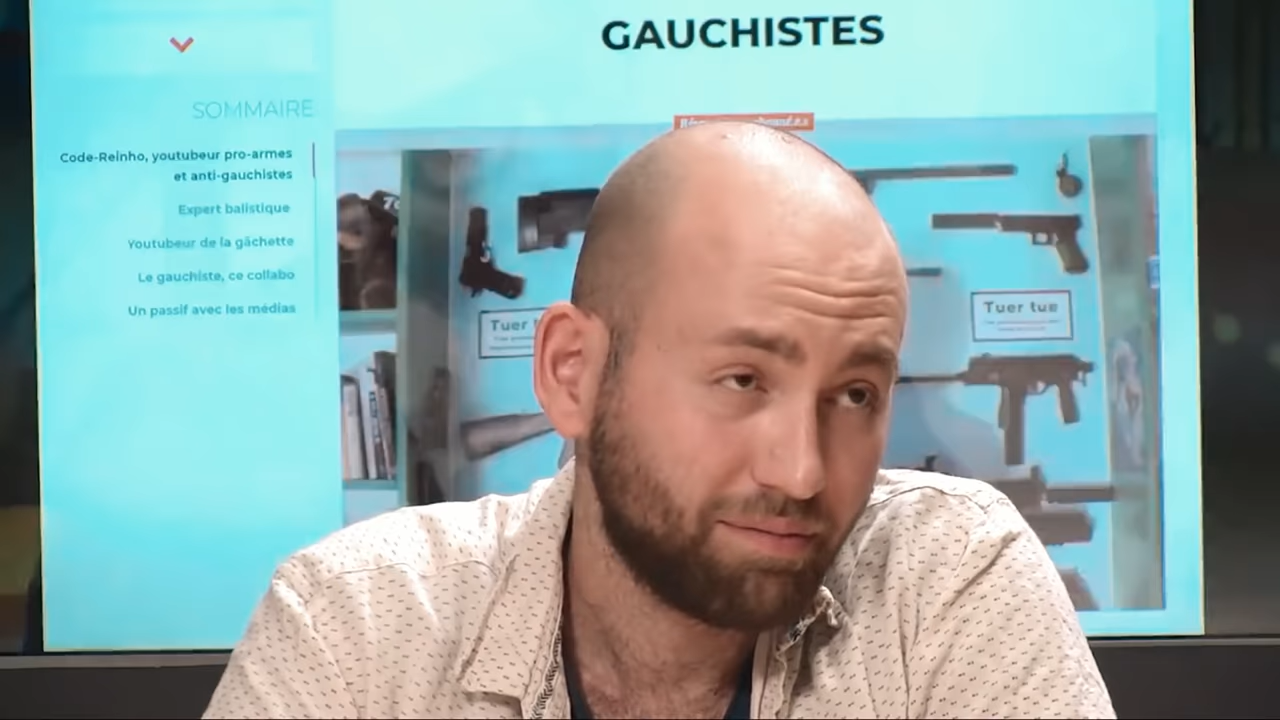 GAUCHISTES
SOMMAIRE
Code-Reinho, youtubeur pro-armes
et anti-gauchistes
Expert balistique
Youtubeur de la gâchette
Le gauchiste, ce collabo
Un passif avec les médias
Tuer
Tuer tue